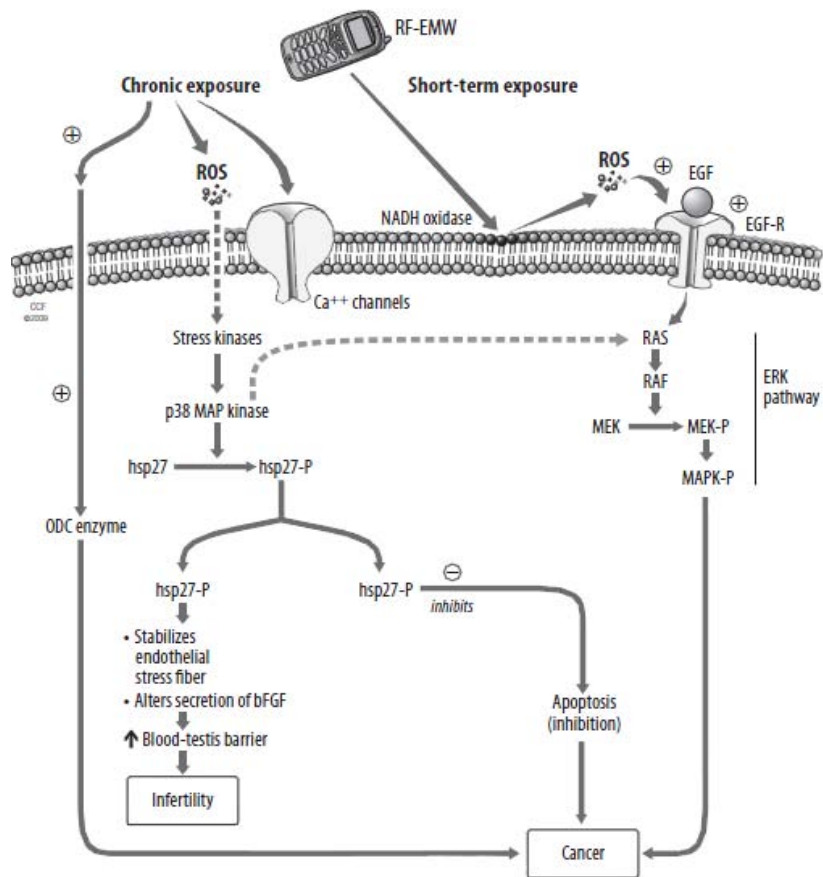 RF-EMW
Chronic exposure
Short-term exposure
+
ROS
ROS
+
EGF
+
EGF-R
NADH oxidase
Ca++ channels
CCF
©2009
Stress kinases
RAS
RAF
ERK
pathway
+
p38 MAP kinase
MEK
MEK-P
hsp27
hsp27-P
MAPK-P
ODC enzyme
hsp27-P
hsp27-P
−
inhibits
• Stabilizes
endothelial
stress fiber
• Alters secretion of bFGF
↑ Blood-testis barrier
Apoptosis
(inhibition)
Infertility
Cancer